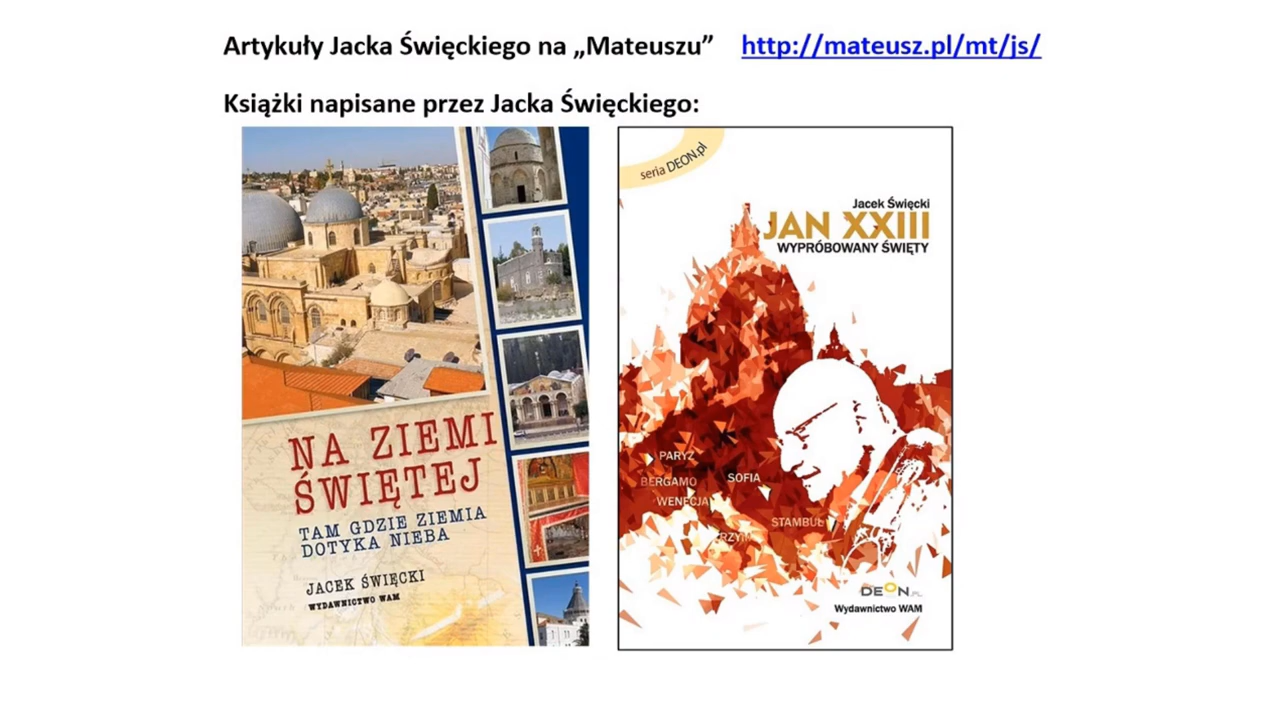 Artykuły Jacka Święckiego na „Mateuszu” http://mateusz.pl/mt/js/
Książki napisane przez Jacka Święckiego:
NA ZIEMI
ŚWIĘTEJ
TAM GDZIE ZIEMIA
DOTYKA NIEBA
JACEK ŚWIĘCKI
WYDAWNICTWO WAM
seria DEON.pl
Jacek Święcki
JAN XXIII
WYPRÓBOWANY ŚWIĘTY
PARYŻ
BERGAMO
SOFIA
WENECJA
STAMBUŁ
DEON.PL
Wydawnictwo WAM